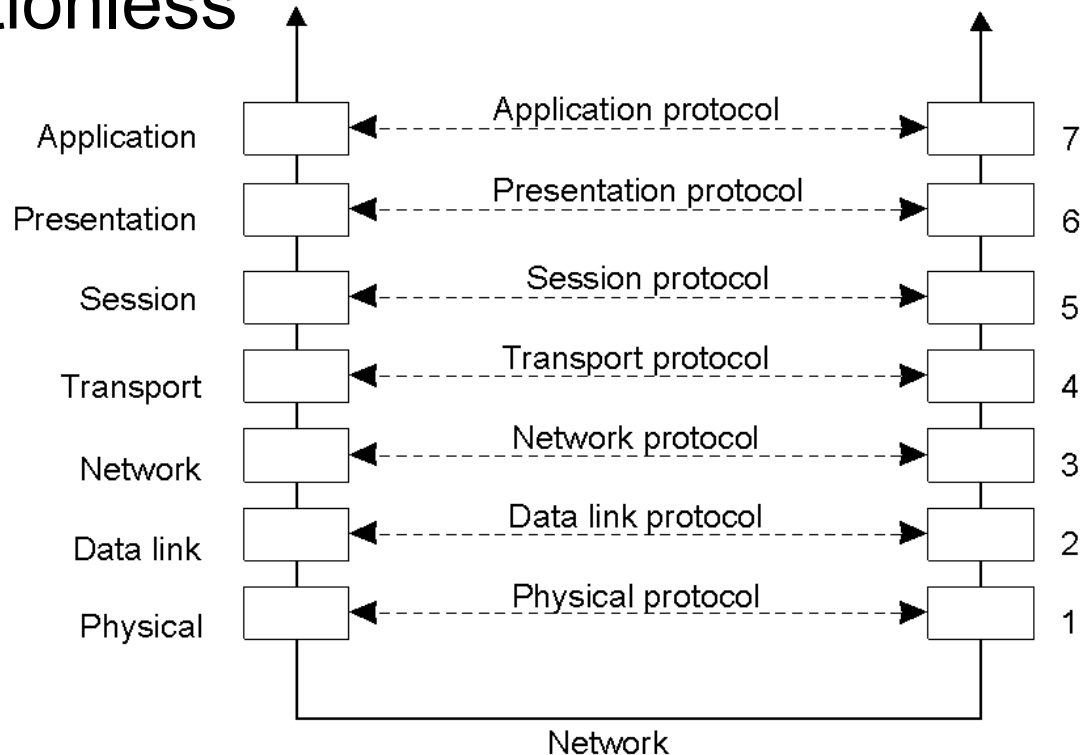 tionless
Application
Application protocol
7
Presentation
Presentation protocol
6
Session
Session protocol
5
Transport
Transport protocol
4
Network
Network protocol
3
Data link
Data link protocol
2
Physical
Physical protocol
1
Network